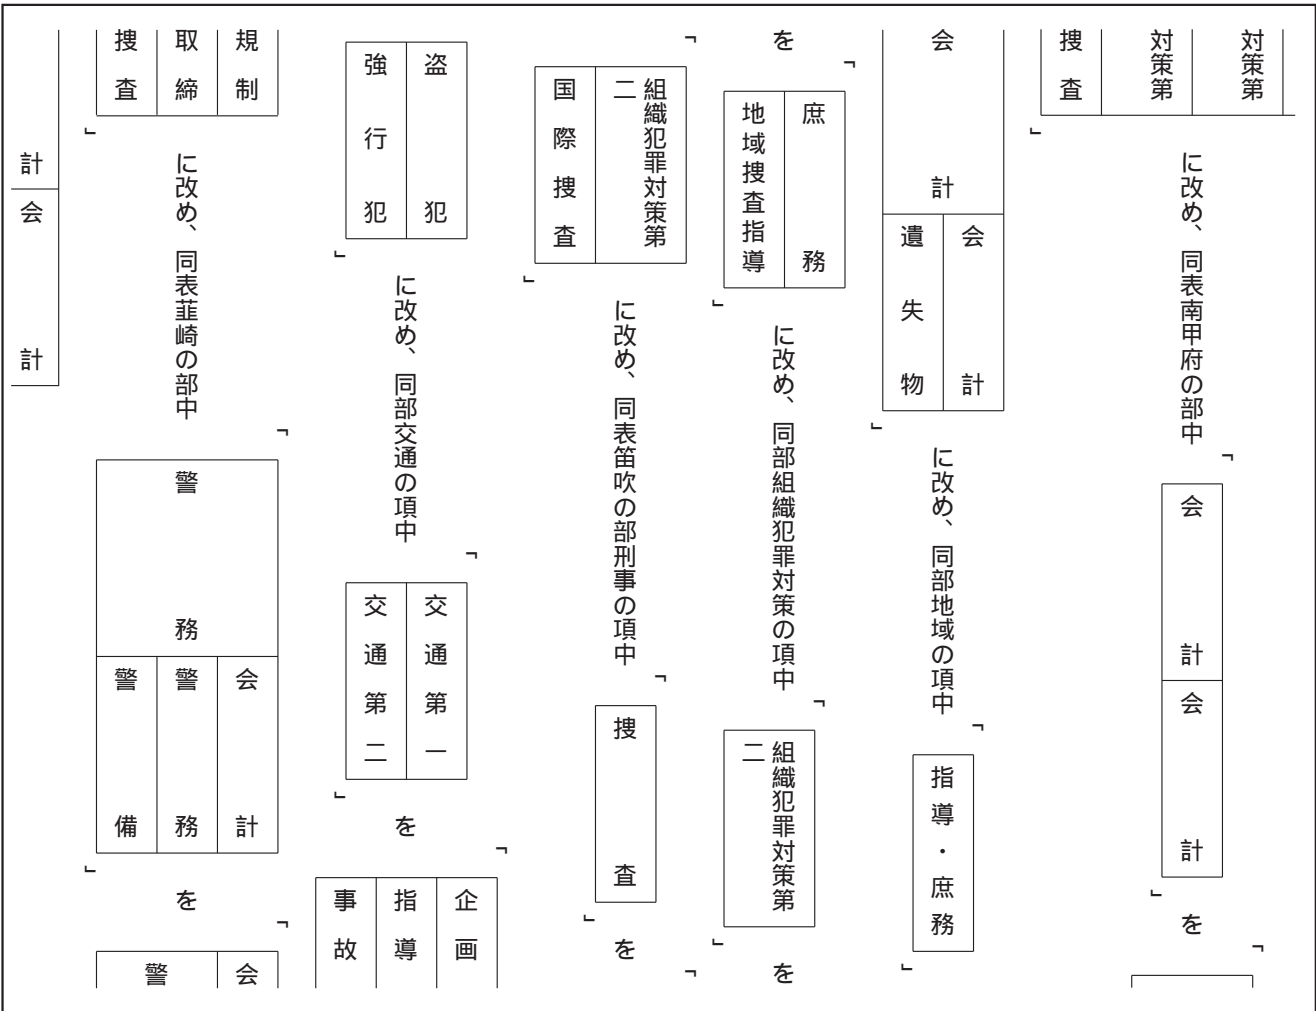 対策第
対策第
捜査
」
に改め、同表南甲府の部中
「
会計
会計
」
を
「
会計
会計
遺失物
」
に改め、同部地域の項中
「
指導・庶務
」
を
「
庶務
地域捜査指導
」
に改め、同部組織犯罪対策の項中
「
組織犯罪対策第
二
」
を
「
組織犯罪対策第
二
国際捜査
」
に改め、同表笛吹の部刑事の項中
「
捜査
」
を
「
盗犯
強行犯
」
に改め、同部交通の項中
「
交通第一
交通第二
」
を
「
企画
指導
事故
規制
取締
捜査
」
に改め、同表韮崎の部中
「
警務
会計
警務
警備
」
を
「
会
警
計
会計